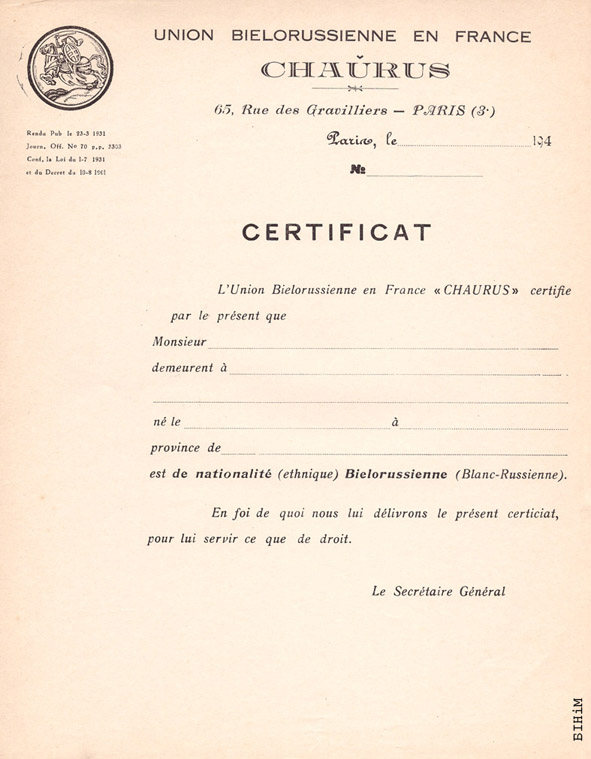 UNION BIELORUSSIENNE EN FRANCE
CHAŬRUS
65, Rue des Gravilliers — PARIS (3ᵉ)
Rendu Pub le 23-3 1931
Journ. Off. Nº 70 p.p. 3303
Conf. la Loi du 1-7 1931
et du Decret du 10-8 1901
Paris, le 194
№
CERTIFICAT
L'Union Bielorussienne en France «CHAURUS» certifie
par le présent que
Monsieur
demeurent à
né le à
province de
est de nationalité (ethnique) Bielorussienne (Blanc-Russienne).
En foi de quoi nous lui délivrons le présent certiciat,
pour lui servir ce que de droit.
Le Secrétaire Général
БІНіМ